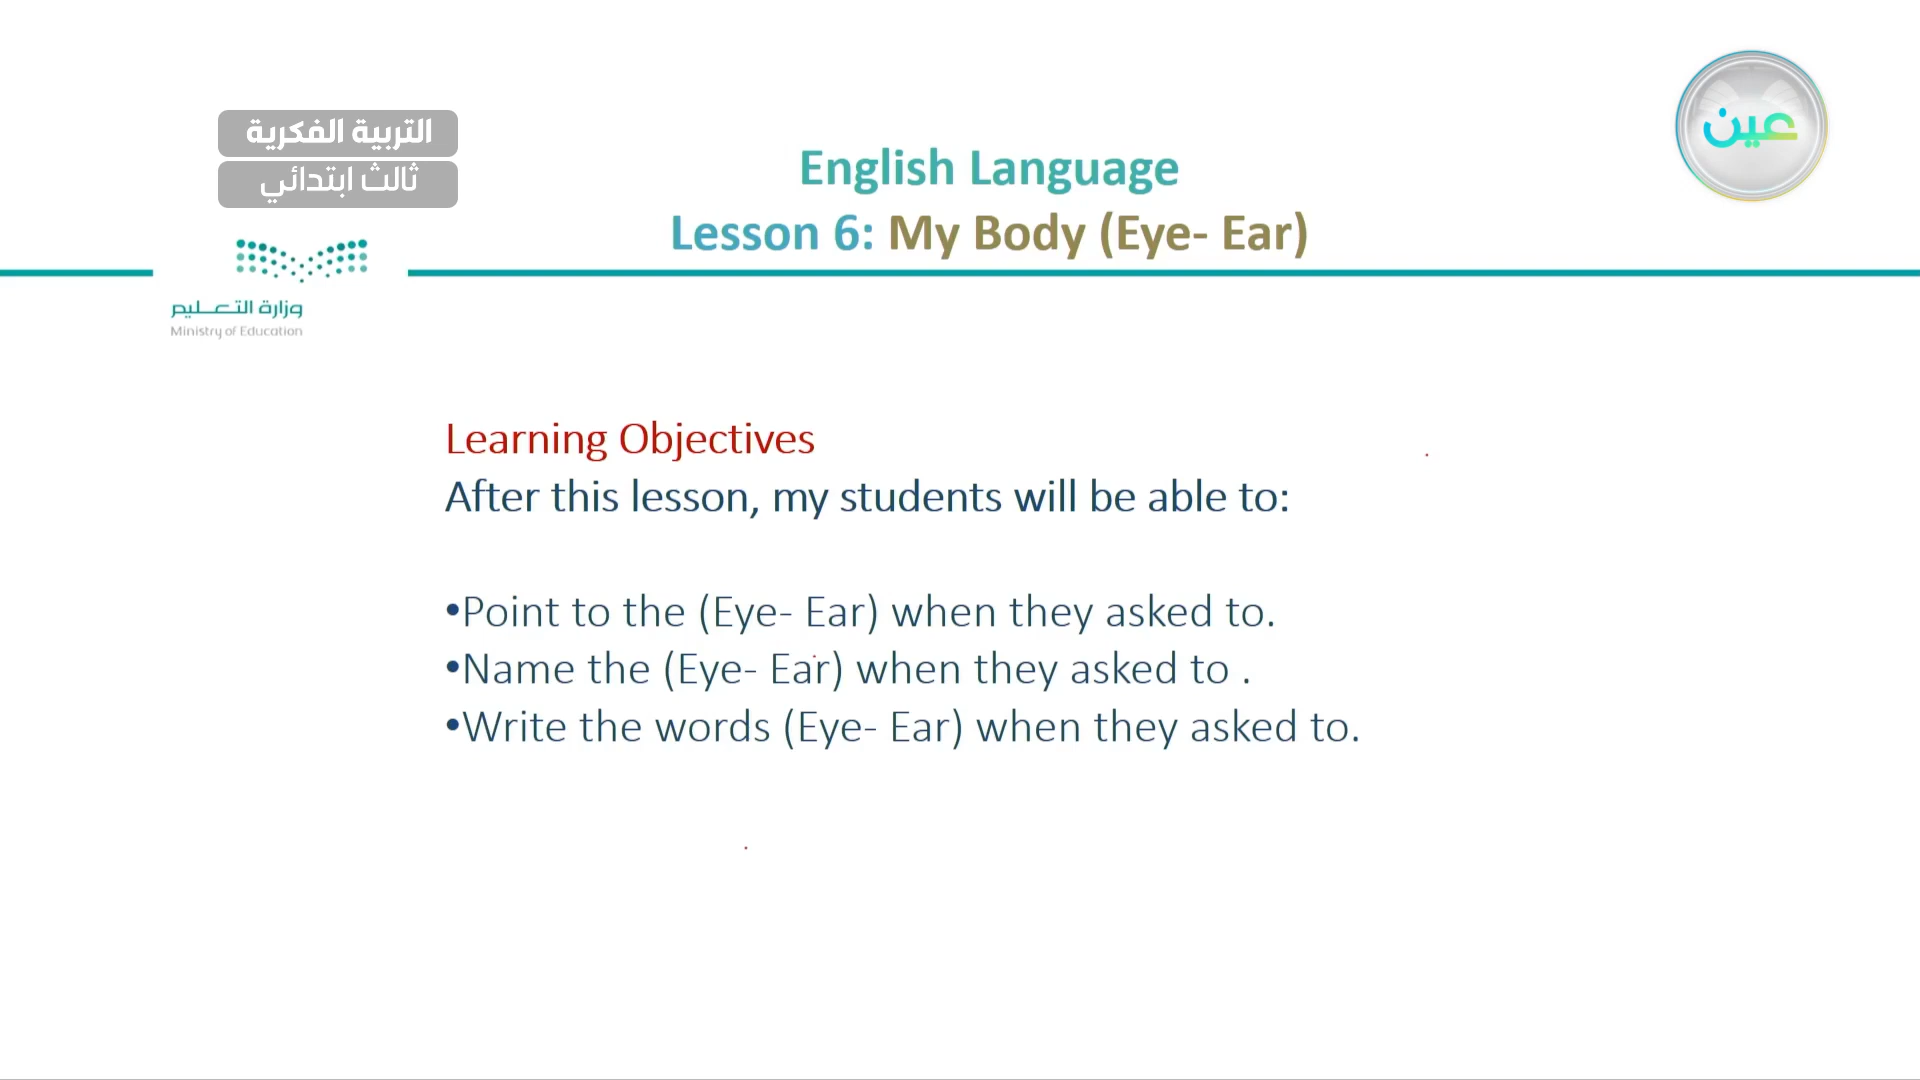 التربية الفكرية
ثالث ابتدائي
عين
English Language
Lesson 6: My Body (Eye- Ear)
وزارة التعليم
Ministry of Education
Learning Objectives
After this lesson, my students will be able to:
•Point to the (Eye- Ear) when they asked to.
•Name the (Eye- Ear) when they asked to .
•Write the words (Eye- Ear) when they asked to.